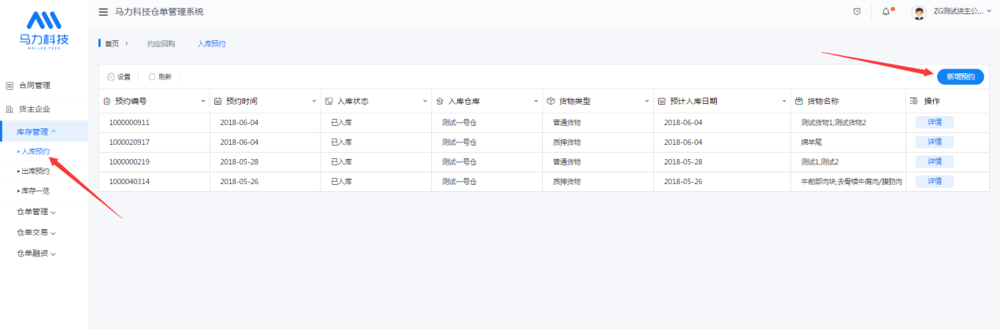 马力科技
MALLEE TECH
马力科技仓单管理系统
ZG测试货主公...
首页
约定回购
入库预约
合同管理
货主企业
库存管理
入库预约
出库预约
库存一览
仓单管理
仓单交易
仓单融资
设置
刷新
新增预约
预约编号 预约时间 入库状态 入库仓库 货物类型 预计入库日期 货物名称 操作
1000000911 2018-06-04 已入库 测试一号仓 普通货物 2018-06-04 测试货物1,测试货物2 详情
1000020917 2018-06-04 已入库 测试一号仓 质押货物 2018-06-04 绵羊尾 详情
1000000219 2018-05-28 已入库 测试一号仓 普通货物 2018-05-28 测试1,测试2 详情
1000040314 2018-05-26 已入库 测试一号仓 质押货物 2018-05-26 牛前部肉块,去骨犊牛肩肉/腹肋肉 详情